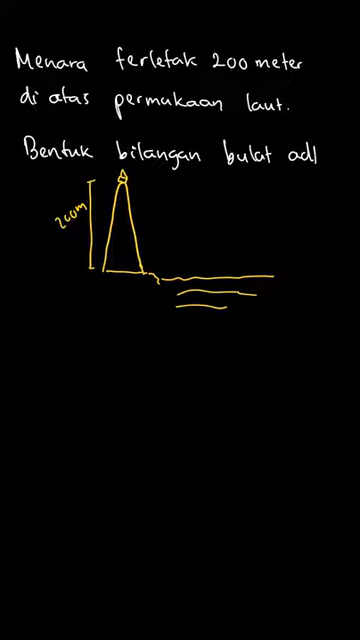 Menara terletak 200 meter
di atas permukaan laut.
Bentuk bilangan bulat adl
200m